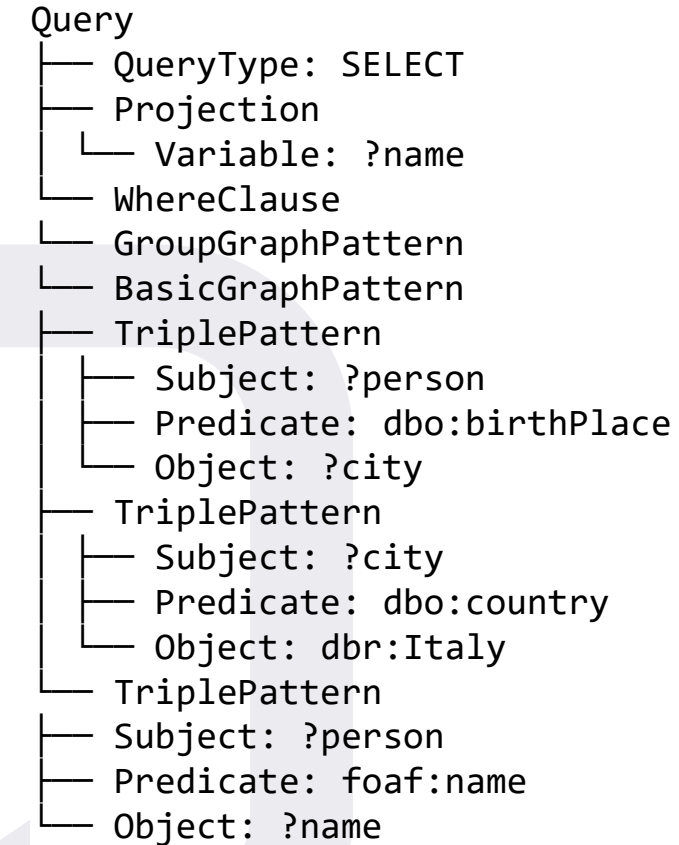 Query
├── QueryType: SELECT
├── Projection
│ └── Variable: ?name
└── WhereClause
└── GroupGraphPattern
└── BasicGraphPattern
├── TriplePattern
│ ├── Subject: ?person
│ ├── Predicate: dbo:birthPlace
│ └── Object: ?city
├── TriplePattern
│ ├── Subject: ?city
│ ├── Predicate: dbo:country
│ └── Object: dbr:Italy
└── TriplePattern
├── Subject: ?person
├── Predicate: foaf:name
└── Object: ?name